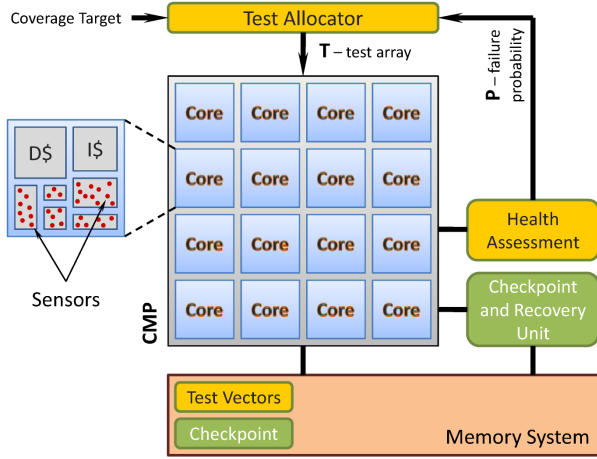 Coverage Target
Test Allocator
T – test array
P – failure
probability
Core Core Core Core
D$ I$
Core Core Core Core
Core Core Core Core
Health
Assessment
Sensors
Core Core Core Core
Checkpoint
and Recovery
Unit
CMP
Test Vectors
Checkpoint
Memory System